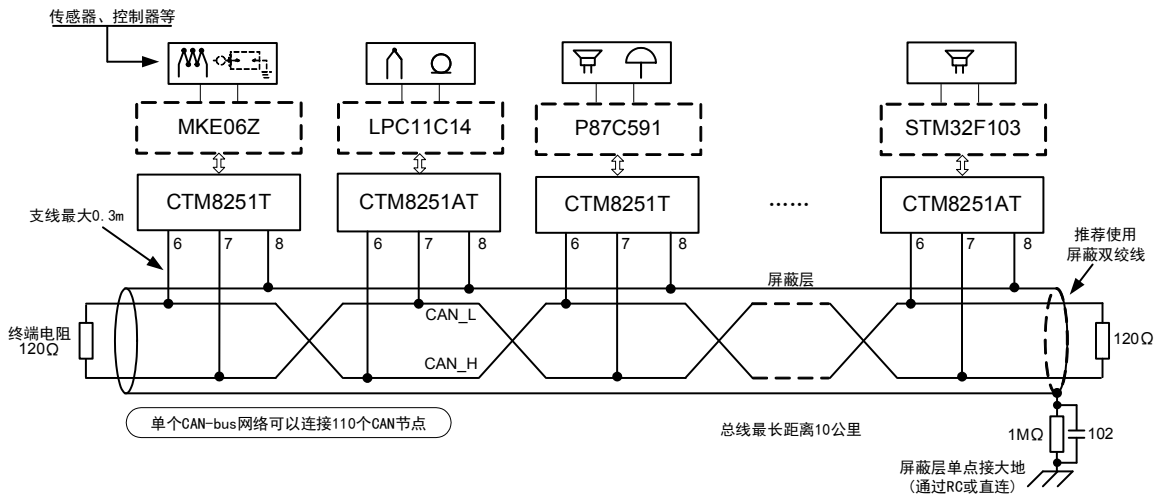 传感器、控制器等
MKE06Z
LPC11C14
P87C591
STM32F103
CTM8251T
CTM8251AT
CTM8251T
……
CTM8251AT
支线最大0.3m
6 7 8
6 7 8
6 7 8
6 7 8
推荐使用
屏蔽双绞线
屏蔽层
CAN_L
终端电阻
120Ω
120Ω
CAN_H
单个CAN-bus网络可以连接110个CAN节点
总线最长距离10公里
1MΩ
102
屏蔽层单点接大地
(通过RC或直连)